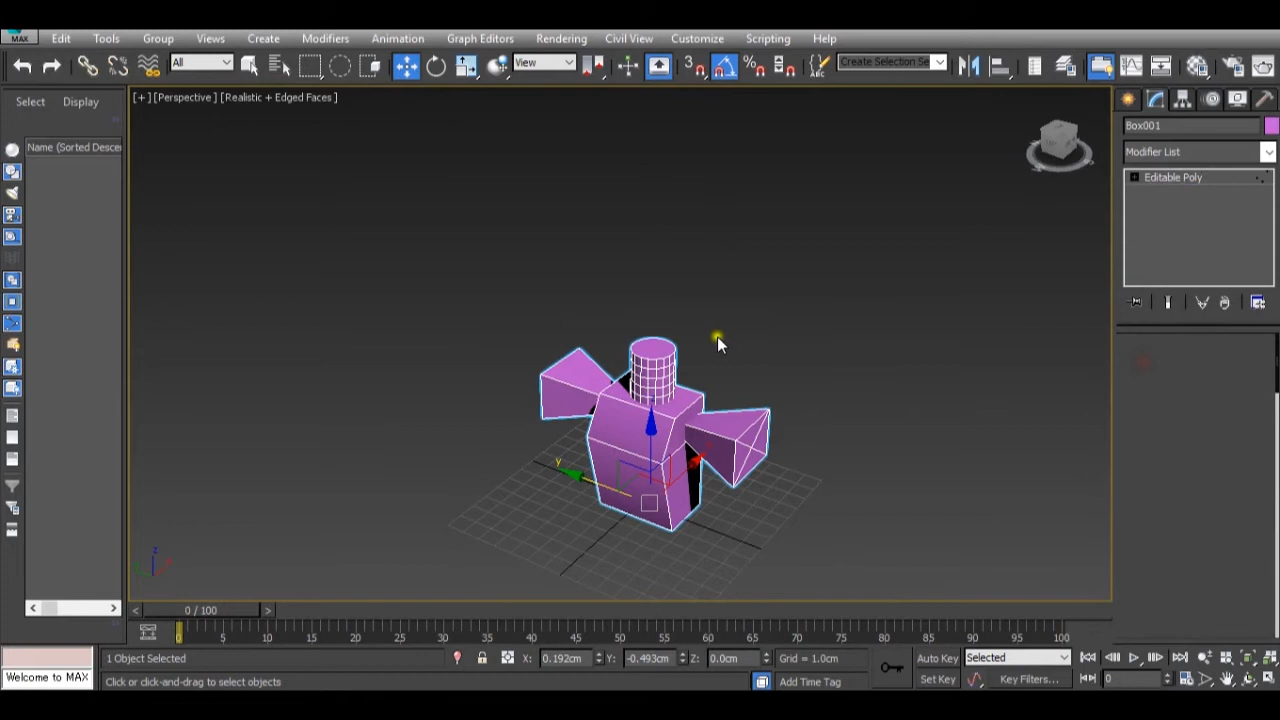 MAX Edit Tools Group Views Create Modifiers Animation Graph Editors Rendering Civil View Customize Scripting Help
All View 3 Create Selection Se
Select Display
[+] [Perspective] [Realistic + Edged Faces]
Name (Sorted Descen
Box001
Modifier List
Editable Poly
y
z
0 / 100
0 5 10 15 20 25 30 35 40 45 50 55 60 65 70 75 80 85 90 95 100
1 Object Selected X: 0.192cm Y: -0.493cm Z: 0.0cm Grid = 1.0cm Auto Key Selected
Welcome to MAX Click or click-and-drag to select objects Add Time Tag Set Key Key Filters... 0